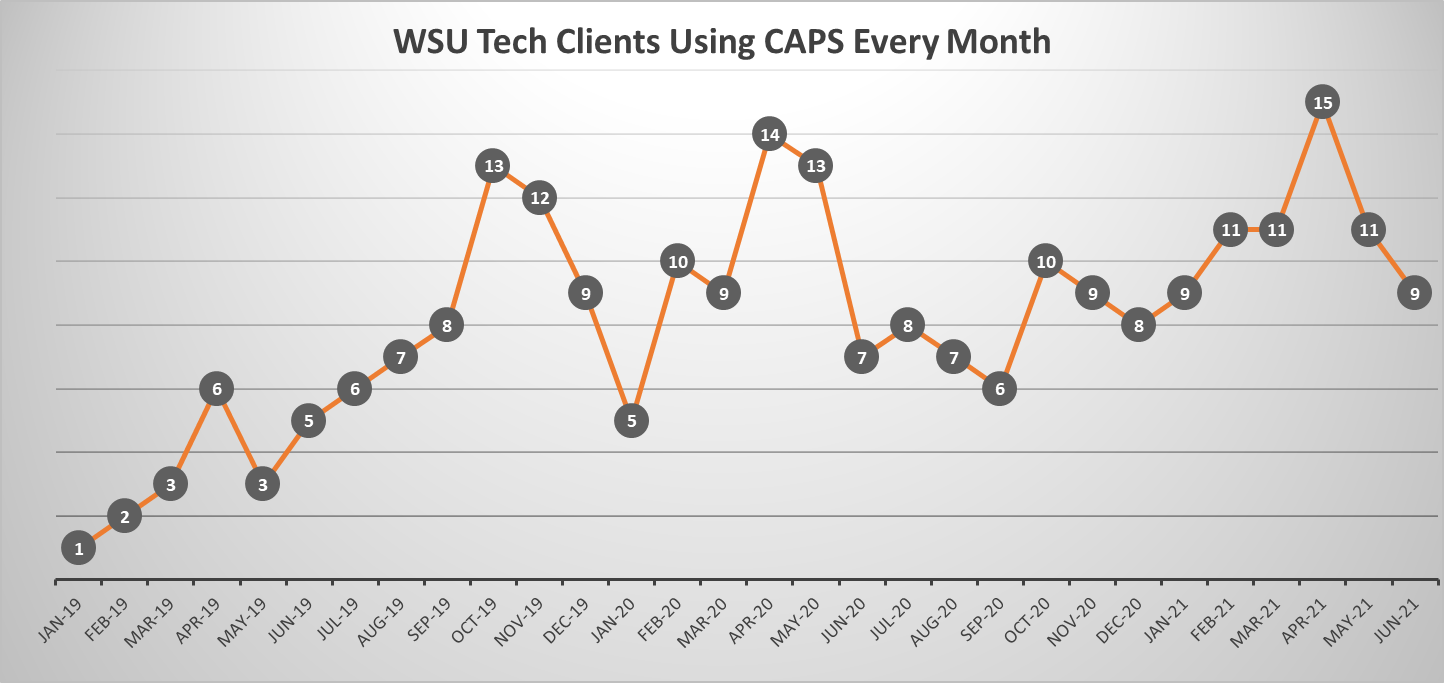 WSU Tech Clients Using CAPS Every Month
1
2
3
6
3
5
6
7
8
13
12
9
5
10
9
14
13
7
8
7
6
10
9
8
9
11
11
15
11
9
JAN-19
FEB-19
MAR-19
APR-19
MAY-19
JUN-19
JUL-19
AUG-19
SEP-19
OCT-19
NOV-19
DEC-19
JAN-20
FEB-20
MAR-20
APR-20
MAY-20
JUN-20
JUL-20
AUG-20
SEP-20
OCT-20
NOV-20
DEC-20
JAN-21
FEB-21
MAR-21
APR-21
MAY-21
JUN-21